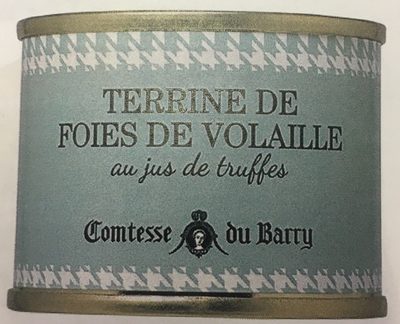 TERRINE DE
FOIES DE VOLAILLE
au jus de truffes
Comtesse du Barry